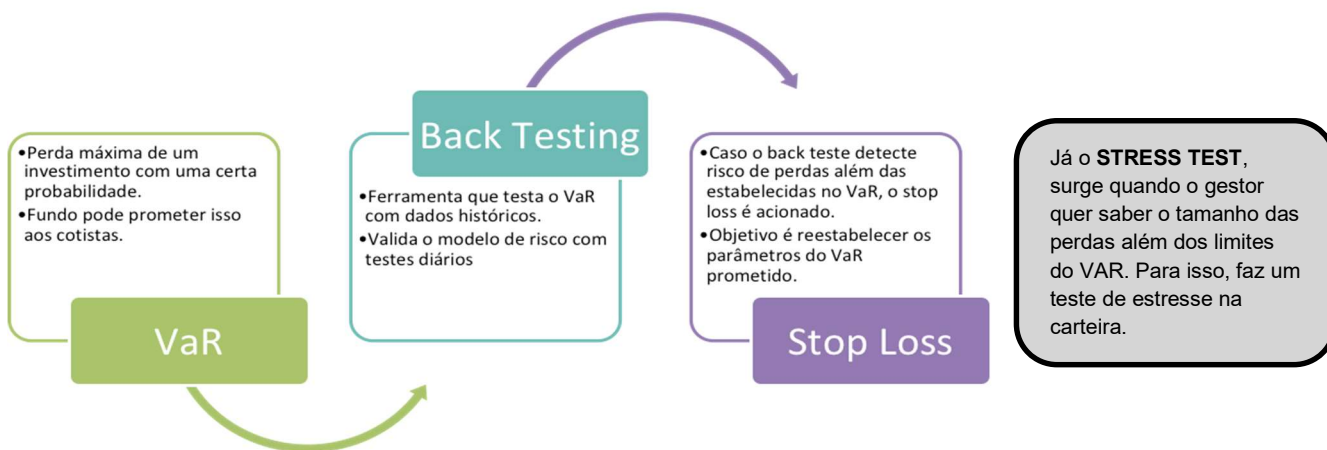 •Perda máxima de um
investimento com uma certa
probabilidade.
•Fundo pode prometer isso
aos cotistas.
VaR
Back Testing
•Ferramenta que testa o VaR
com dados históricos.
•Valida o modelo de risco com
testes diários
•Caso o back teste detecte
risco de perdas além das
estabelecidas no VaR, o stop
loss é acionado.
•Objetivo é reestabelecer os
parâmetros do VaR
prometido.
Stop Loss
Já o STRESS TEST,
surge quando o gestor
quer saber o tamanho das
perdas além dos limites
do VAR. Para isso, faz um
teste de estresse na
carteira.